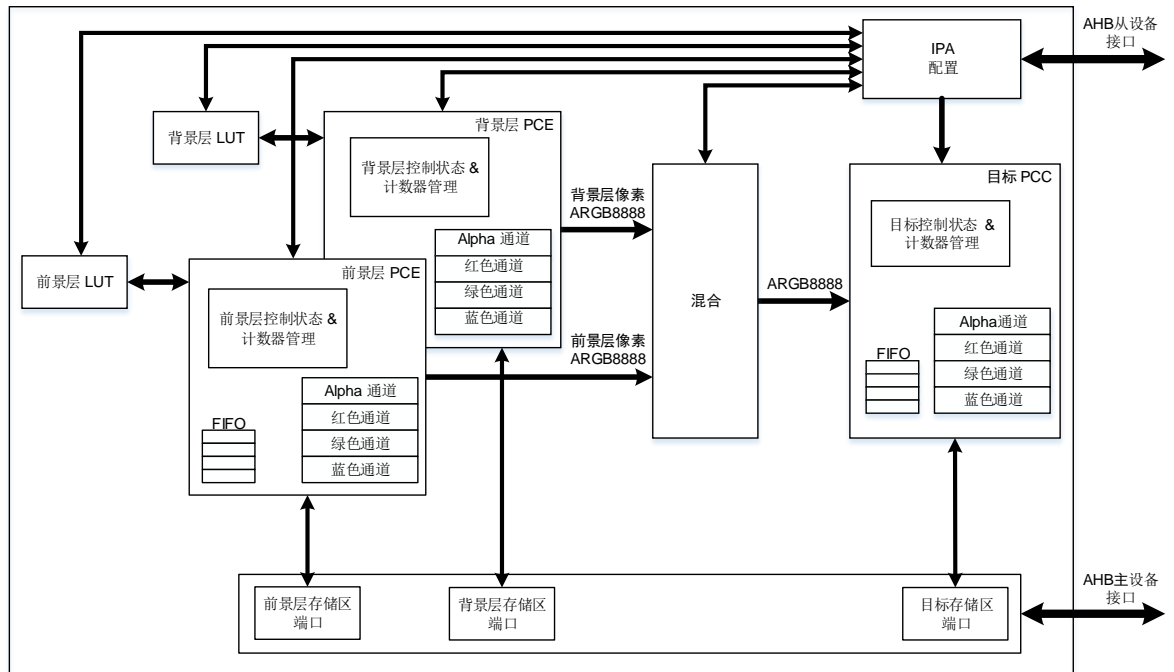 AHB从设备
接口
IPA
配置
背景层 PCE
背景层 LUT
背景层控制状态 &
计数器管理
目标 PCC
背景层像素
ARGB8888
目标控制状态 &
计数器管理
Alpha 通道
红色通道
绿色通道
蓝色通道
前景层 LUT
前景层 PCE
前景层控制状态 &
计数器管理
混合
ARGB8888
前景层像素
ARGB8888
Alpha通道
红色通道
绿色通道
蓝色通道
FIFO
Alpha 通道
红色通道
绿色通道
蓝色通道
FIFO
前景层存储区
端口
背景层存储区
端口
目标存储区
端口
AHB主设备
接口